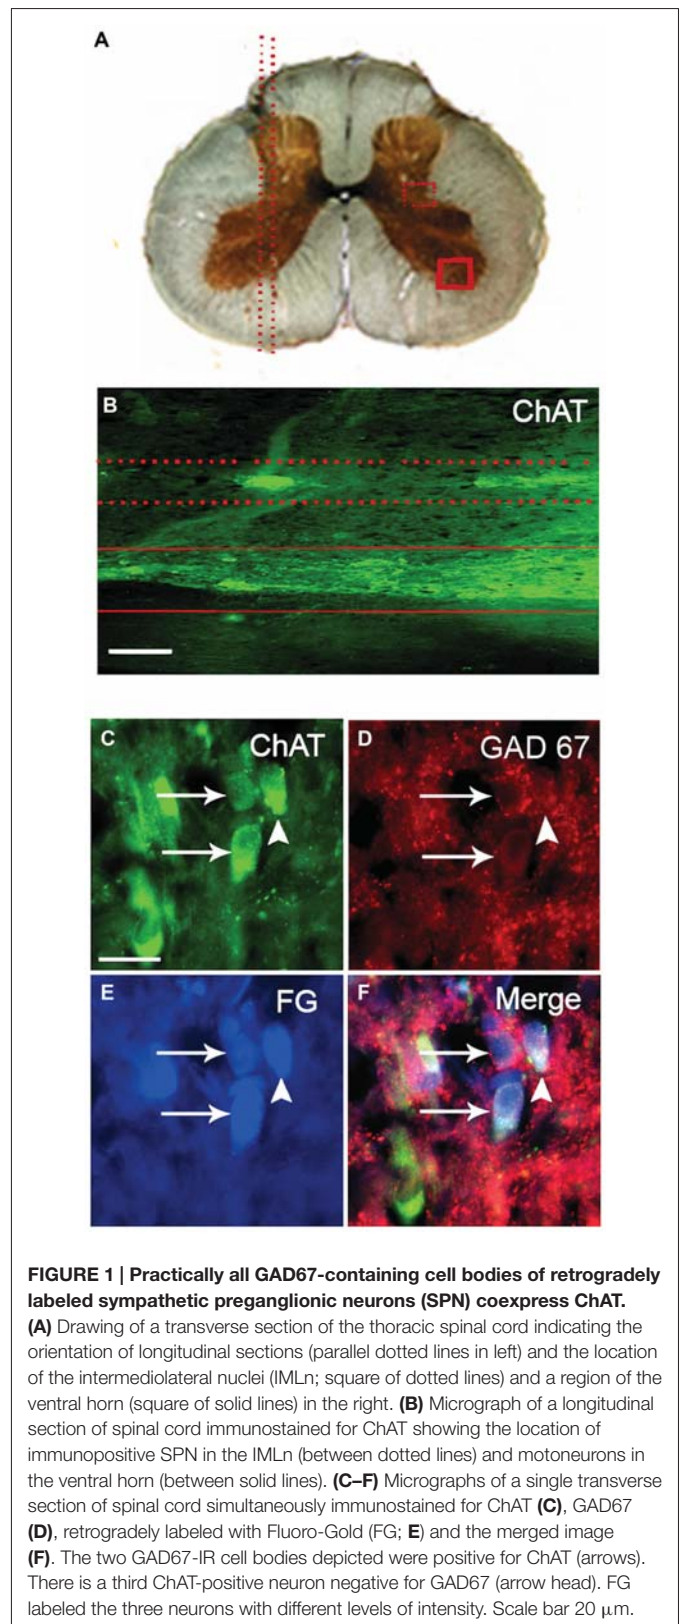 A
B
ChAT
C
ChAT
D
GAD 67
E
FG
F
Merge
FIGURE 1 | Practically all GAD67-containing cell bodies of retrogradely
labeled sympathetic preganglionic neurons (SPN) coexpress ChAT.
(A) Drawing of a transverse section of the thoracic spinal cord indicating the
orientation of longitudinal sections (parallel dotted lines in left) and the location
of the intermediolateral nuclei (IMLn; square of dotted lines) and a region of the
ventral horn (square of solid lines) in the right. (B) Micrograph of a longitudinal
section of spinal cord immunostained for ChAT showing the location of
immunopositive SPN in the IMLn (between dotted lines) and motoneurons in
the ventral horn (between solid lines). (C–F) Micrographs of a single transverse
section of spinal cord simultaneously immunostained for ChAT (C), GAD67
(D), retrogradely labeled with Fluoro-Gold (FG; E) and the merged image
(F). The two GAD67-IR cell bodies depicted were positive for ChAT (arrows).
There is a third ChAT-positive neuron negative for GAD67 (arrow head). FG
labeled the three neurons with different levels of intensity. Scale bar 20 μm.